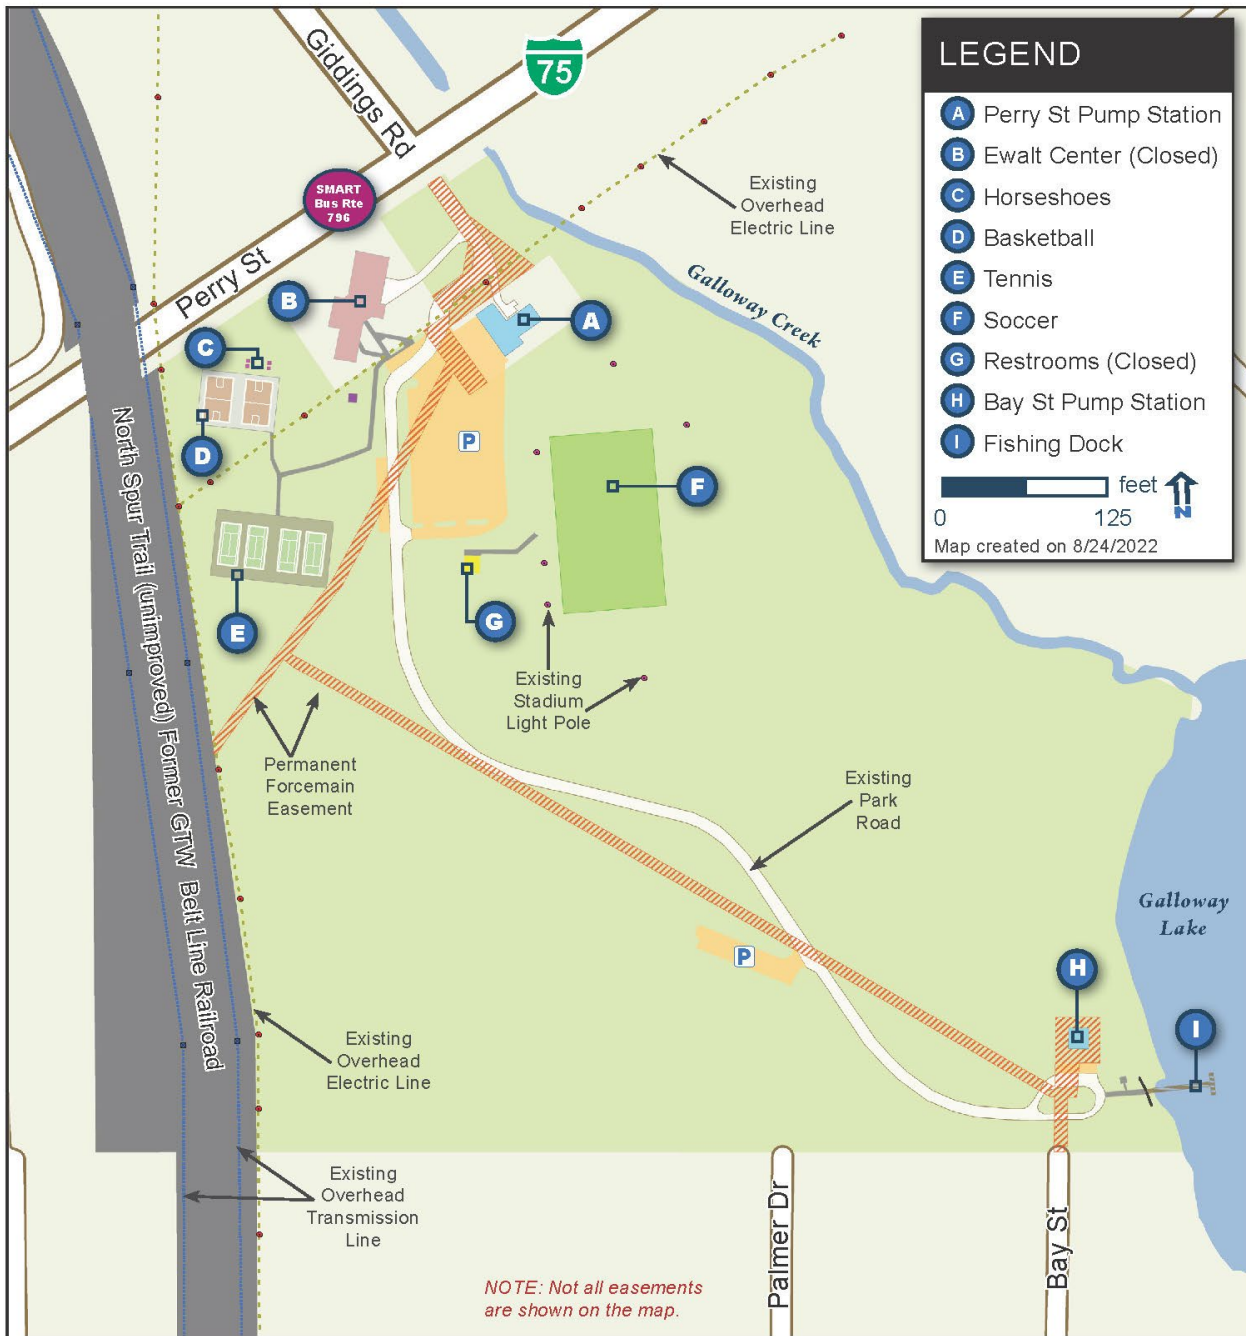 Giddings Rd
75
SMART
Bus Rte
796
Perry St
Existing
Overhead
Electric Line
Galloway Creek
LEGEND
A Perry St Pump Station
B Ewalt Center (Closed)
C Horseshoes
D Basketball
E Tennis
F Soccer
G Restrooms (Closed)
H Bay St Pump Station
I Fishing Dock
feet
0 125
N
Map created on 8/24/2022
B
A
C
D
P
F
E
G
North Spur Trail (unimproved) Former GTW Belt Line Railroad
Existing
Stadium
Light Pole
Permanent
Forcemain
Easement
Existing
Park
Road
Galloway
Lake
P
H
I
Existing
Overhead
Electric Line
Existing
Overhead
Transmission
Line
Palmer Dr
Bay St
NOTE: Not all easements
are shown on the map.